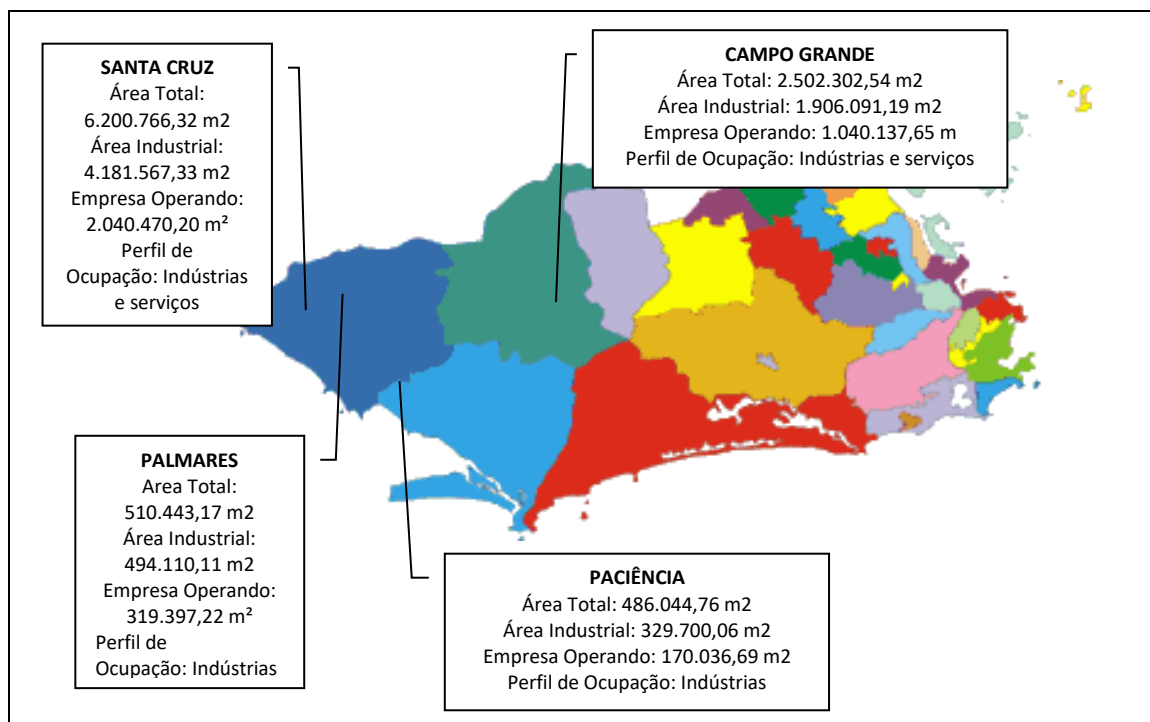 SANTA CRUZ
Área Total:
6.200.766,32 m2
Área Industrial:
4.181.567,33 m2
Empresa Operando:
2.040.470,20 m²
Perfil de
Ocupação: Indústrias
e serviços
CAMPO GRANDE
Área Total: 2.502.302,54 m2
Área Industrial: 1.906.091,19 m2
Empresa Operando: 1.040.137,65 m
Perfil de Ocupação: Indústrias e serviços
PALMARES
Area Total:
510.443,17 m2
Área Industrial:
494.110,11 m2
Empresa Operando:
319.397,22 m²
Perfil de
Ocupação: Indústrias
PACIÊNCIA
Área Total: 486.044,76 m2
Área Industrial: 329.700,06 m2
Empresa Operando: 170.036,69 m2
Perfil de Ocupação: Indústrias